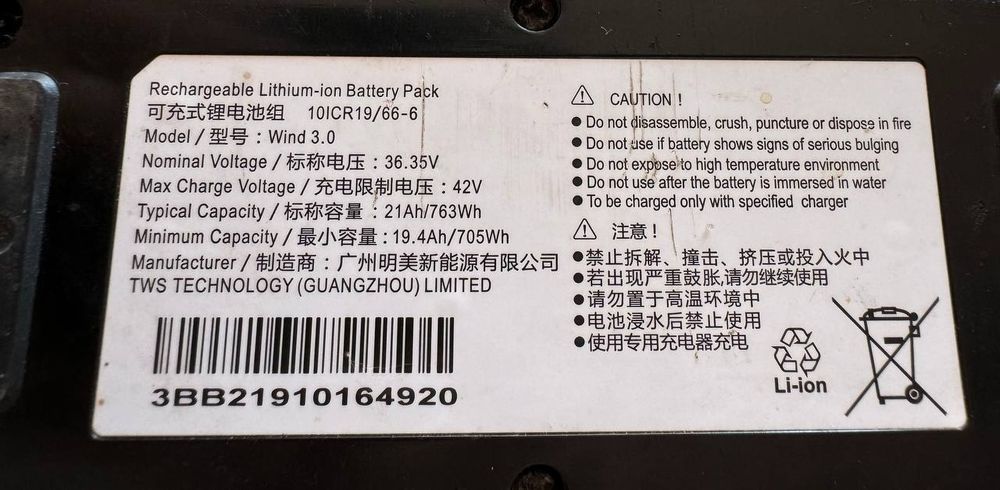 Rechargeable Lithium-ion Battery Pack
可充式锂电池组 10ICR19/66-6
Model / 型号 : Wind 3.0
Nominal Voltage / 标称电压 : 36.35V
Max Charge Voltage / 充电限制电压 : 42V
Typical Capacity / 标称容量 : 21Ah/763Wh
Minimum Capacity / 最小容量 : 19.4Ah/705Wh
Manufacturer / 制造商 : 广州明美新能源有限公司
TWS TECHNOLOGY (GUANGZHOU) LIMITED
3BB21910164920
CAUTION !
● Do not disassemble, crush, puncture or dispose in fire
● Do not use if battery shows signs of serious bulging
● Do not expose to high temperature environment
● Do not use after the battery is immersed in water
● To be charged only with specified charger
注意 !
●禁止拆解、撞击、挤压或投入火中
●若出现严重鼓胀,请勿继续使用
●请勿置于高温环境中
●电池浸水后禁止使用
●使用专用充电器充电
Li-ion